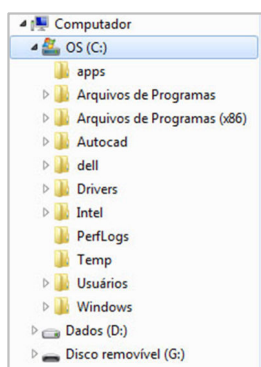 Computador
OS (C:)
apps
Arquivos de Programas
Arquivos de Programas (x86)
Autocad
dell
Drivers
Intel
PerfLogs
Temp
Usuários
Windows
Dados (D:)
Disco removível (G:)